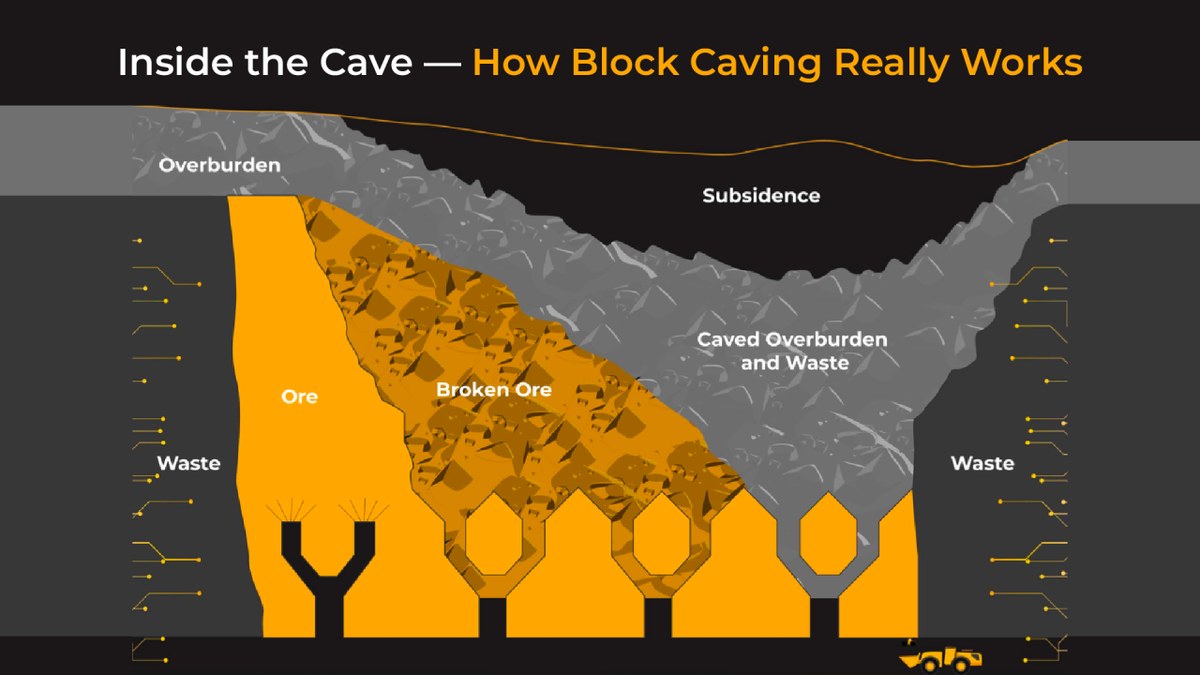 Inside the Cave — How Block Caving Really Works
Overburden
Subsidence
Caved Overburden
and Waste
Broken Ore
Ore
Waste
Waste